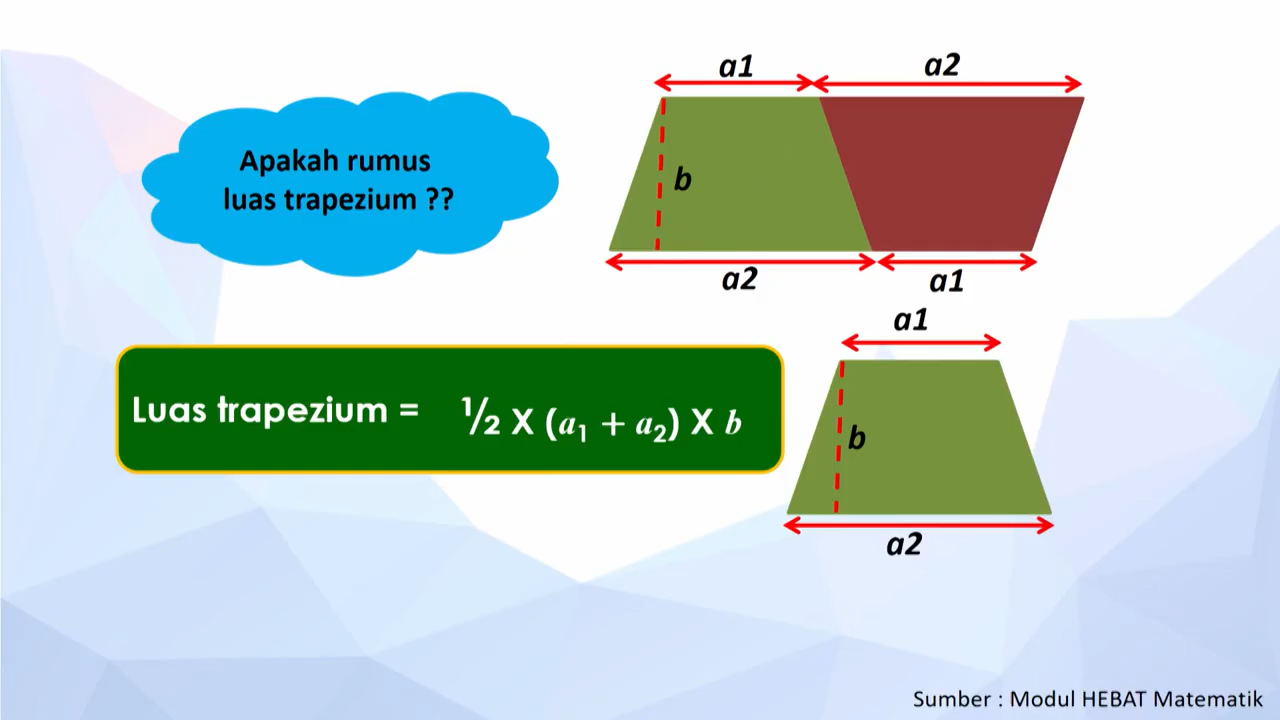 Apakah rumus
luas trapezium ??
a1
a2
b
a2
a1
Luas trapezium = ½ X (a₁ + a₂) X b
a1
b
a2
Sumber : Modul HEBAT Matematik